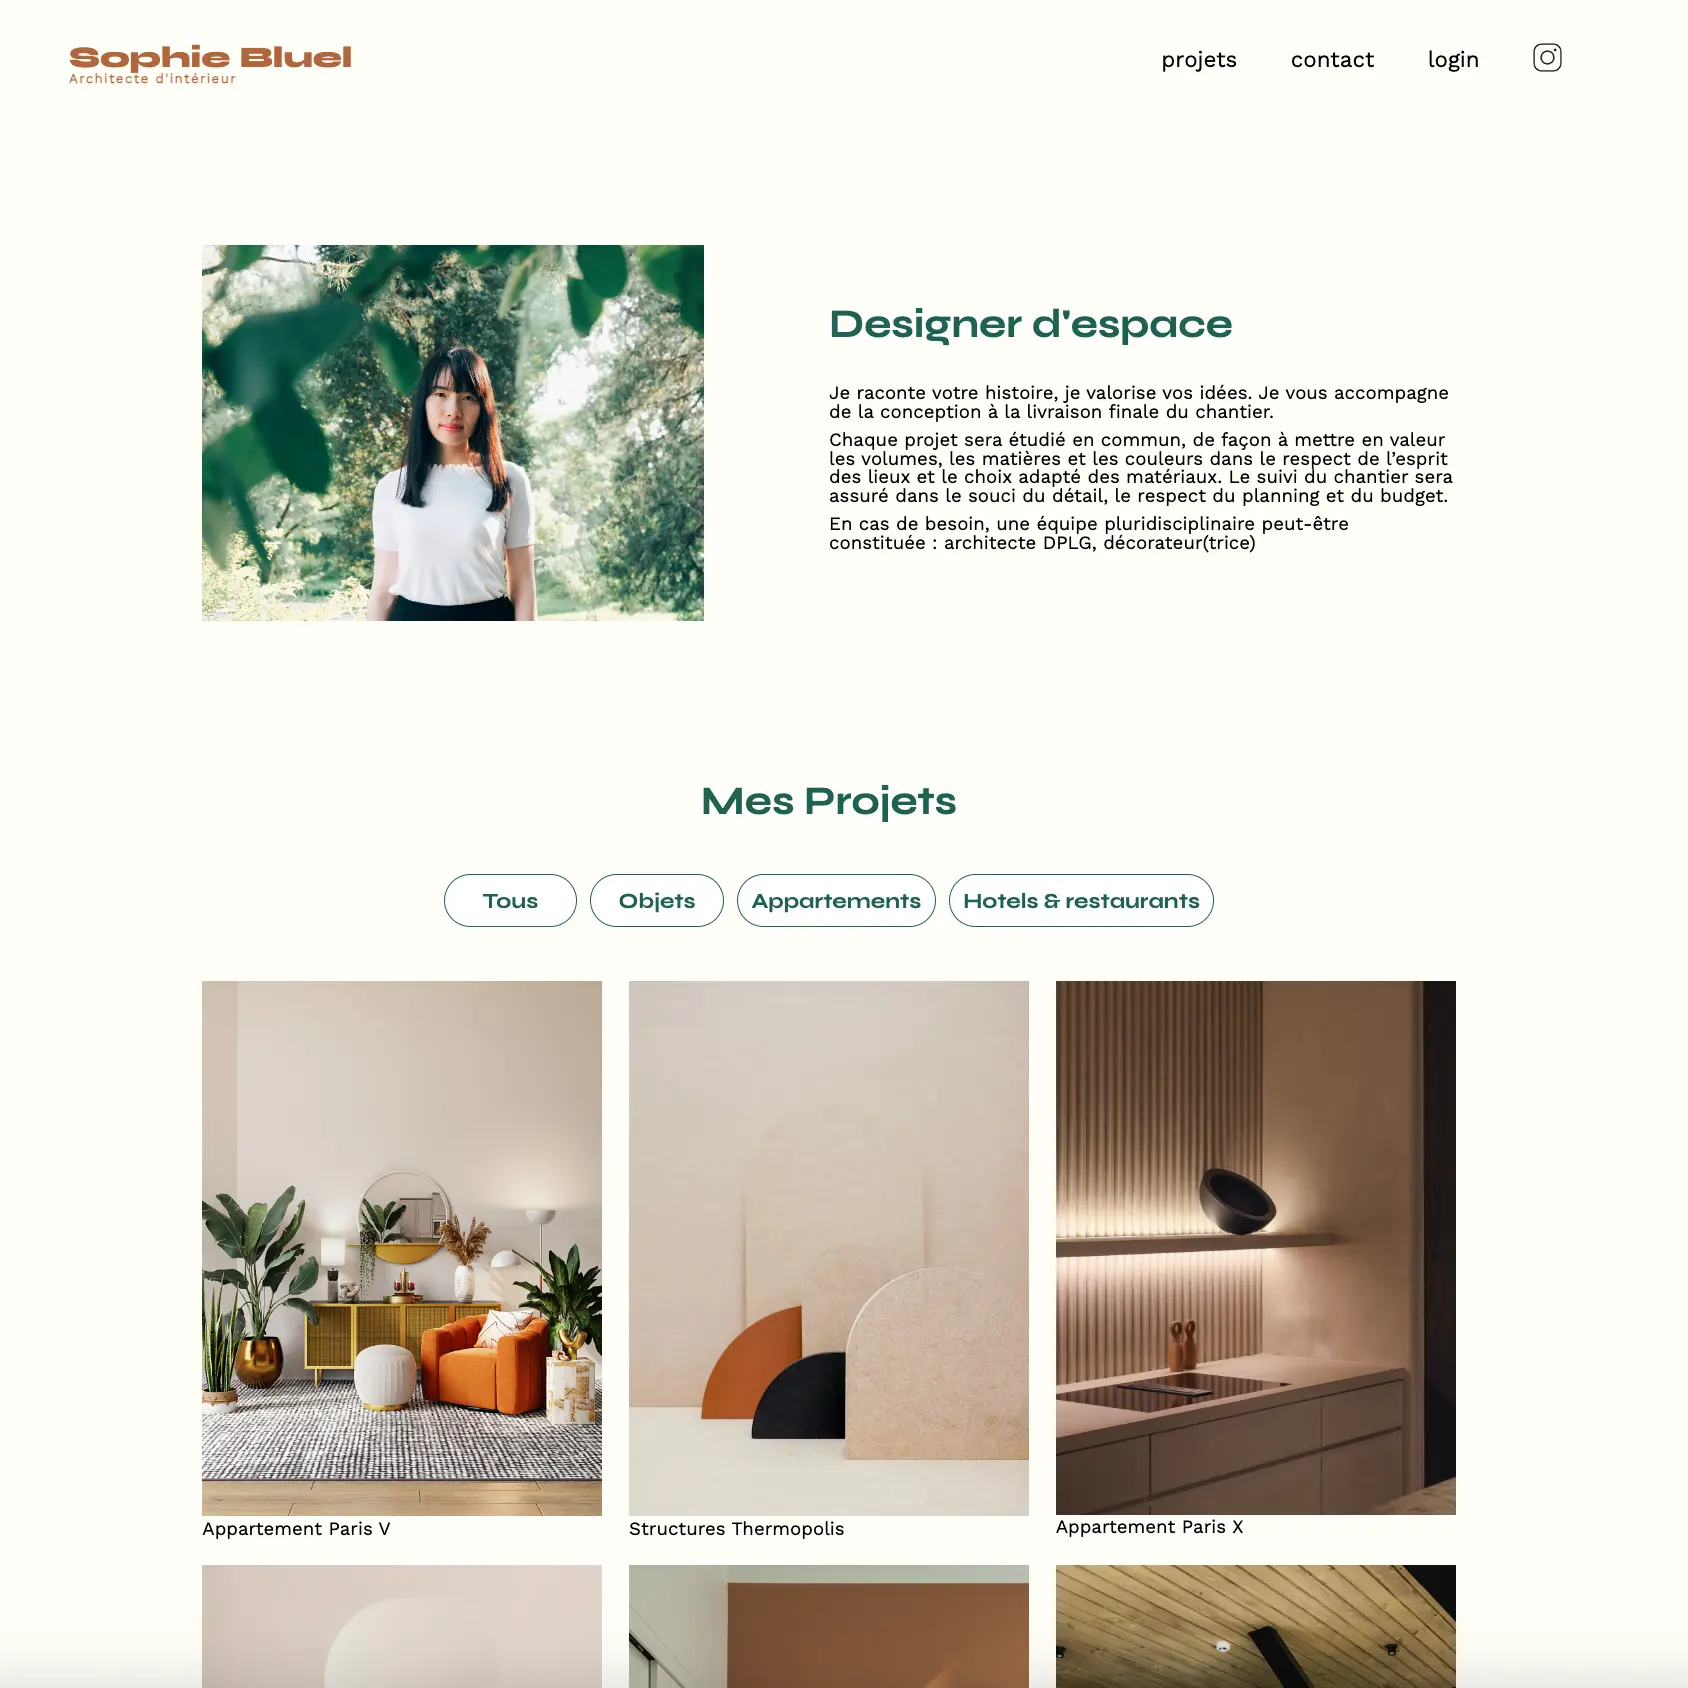 Sophie Bluel
Architecte d'intérieur
projets
contact
login
Designer d'espace
Je raconte votre histoire, je valorise vos idées. Je vous accompagne
de la conception à la livraison finale du chantier.
Chaque projet sera étudié en commun, de façon à mettre en valeur
les volumes, les matières et les couleurs dans le respect de l’esprit
des lieux et le choix adapté des matériaux. Le suivi du chantier sera
assuré dans le souci du détail, le respect du planning et du budget.
En cas de besoin, une équipe pluridisciplinaire peut-être
constituée : architecte DPLG, décorateur(trice)
Mes Projets
Tous
Objets
Appartements
Hotels & restaurants
Appartement Paris V
Structures Thermopolis
Appartement Paris X